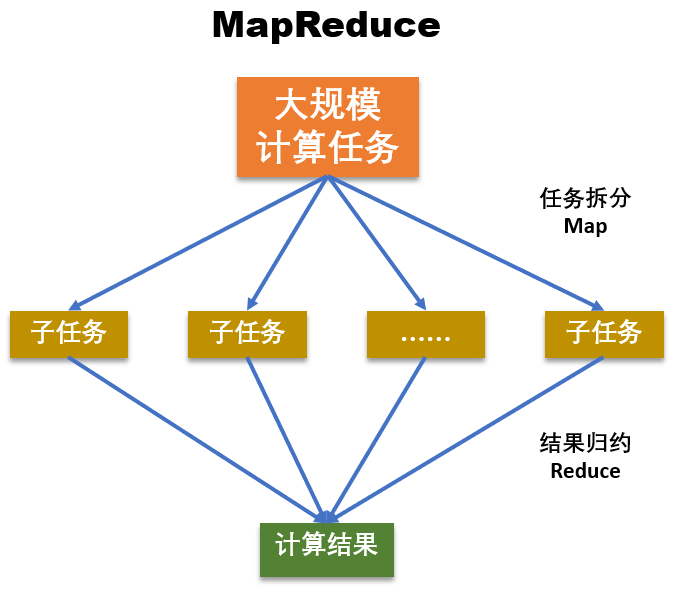 MapReduce
大规模
计算任务
任务拆分
Map
子任务
子任务
......
子任务
结果归约
Reduce
计算结果